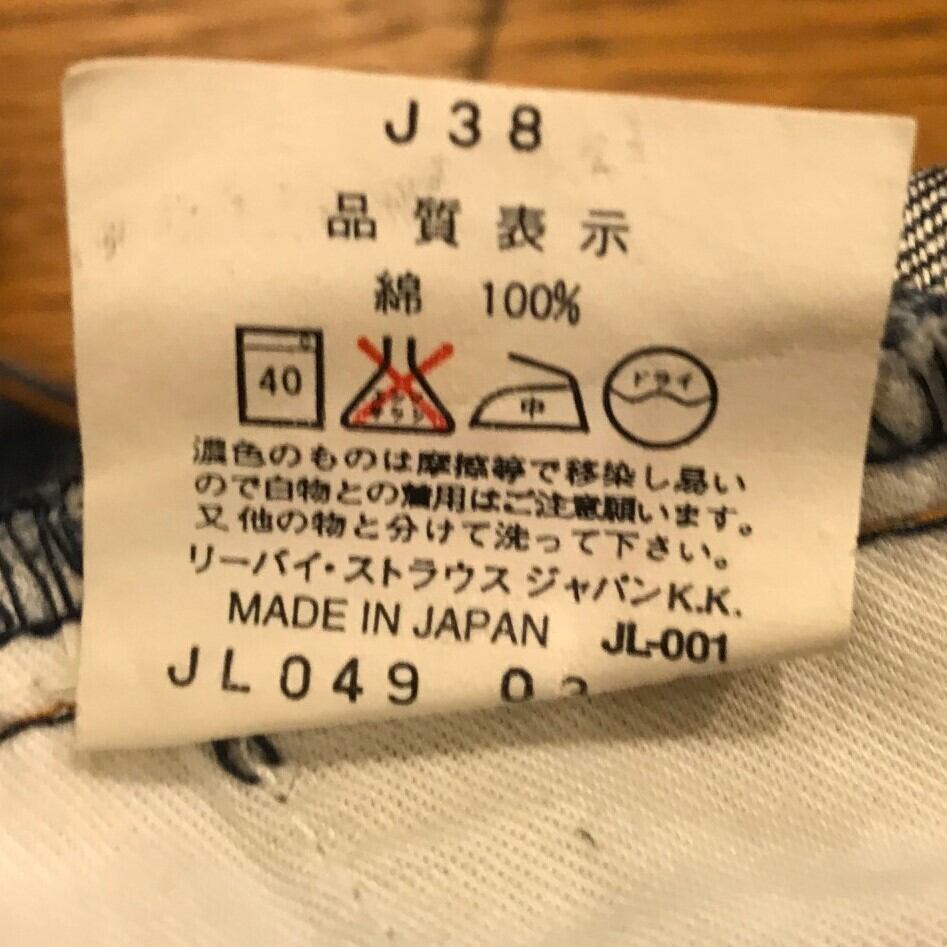 J38
品質表示
綿 100%
40 中 ドライ
濃色のものは摩擦等で移染し易い
ので白物との着用はご注意願います。
又他の物と分けて洗って下さい。
リーバイ・ストラウス ジャパンK.K.
MADE IN JAPAN JL-001
JL049